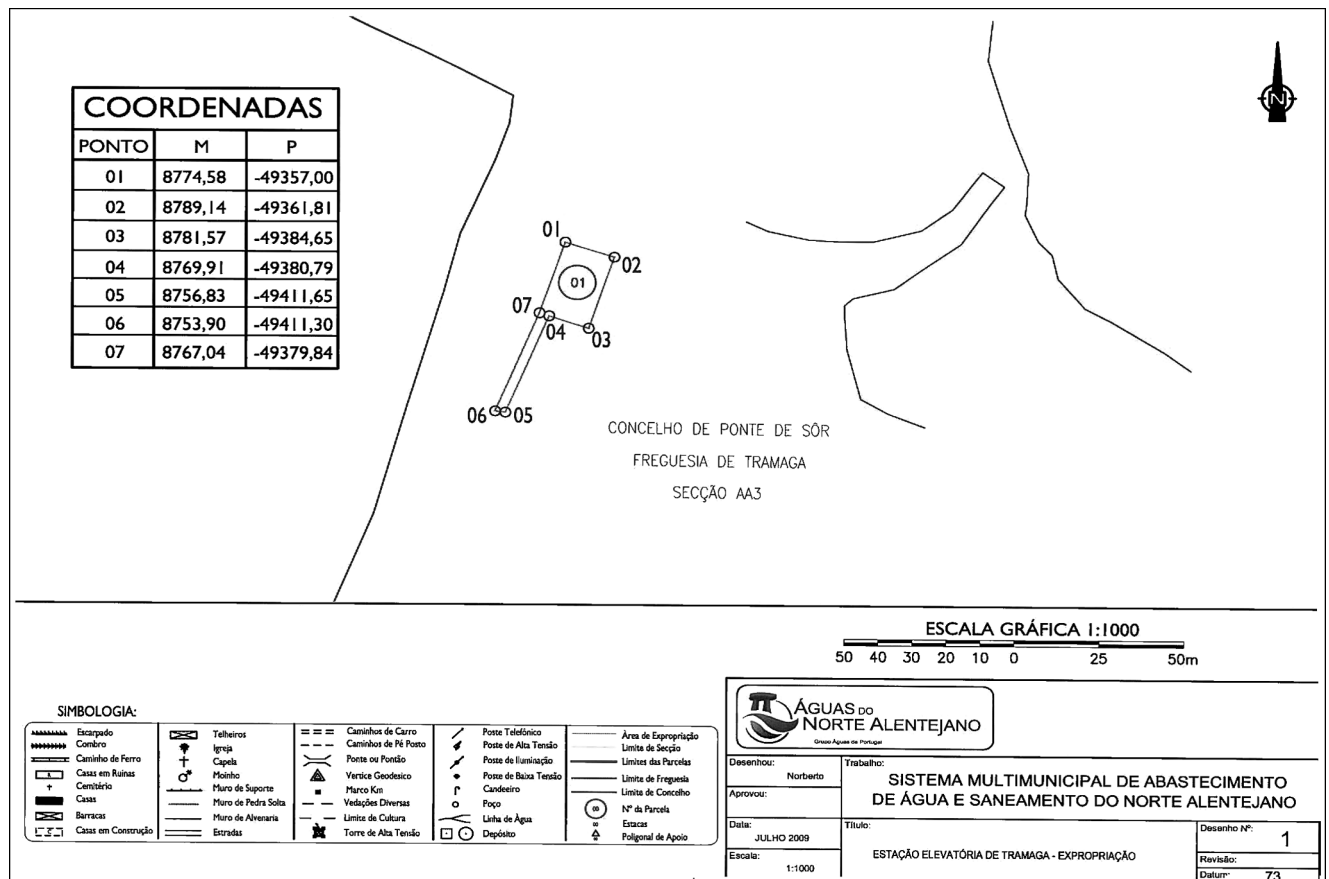 COORDENADAS
PONTO M P
01 8774,58 -49357,00
02 8789,14 -49361,81
03 8781,57 -49384,65
04 8769,91 -49380,79
05 8756,83 -49411,65
06 8753,90 -49411,30
07 8767,04 -49379,84
N
01
02
01
07
04
03
06
05
CONCELHO DE PONTE DE SÔR
FREGUESIA DE TRAMAGA
SECÇÃO AA3
ESCALA GRÁFICA 1:1000
50 40 30 20 10 0 25 50m
SIMBOLOGIA:
Escarpado
Combro
Caminho de Ferro
Casas em Ruinas
Cemitério
Casas
Barracas
Casas em Construção
Telheiros
Igreja
Capela
Moinho
Muro de Suporte
Muro de Pedra Solta
Muro de Alvenaria
Estradas
Caminhos de Carro
Caminhos de Pé Posto
Ponte ou Pontão
Vertice Geodesico
Marco Km
Vedações Diversas
Limite de Cultura
Torre de Alta Tensão
Poste Telefónico
Poste de Alta Tensão
Poste de Iluminação
Poste de Baixa Tensão
Candeeiro
Poço
Linha de Água
Depósito
Área de Expropriação
Limite de Secção
Limites das Parcelas
Limite de Freguesia
Limite de Concelho
Nº da Parcela
Estacas
Poligonal de Apoio
ÁGUAS DO
NORTE ALENTEJANO
Grupo Águas de Portugal
Desenhou:
Norberto
Aprovou:
Data:
JULHO 2009
Escala:
1:1000
Trabalho:
SISTEMA MULTIMUNICIPAL DE ABASTECIMENTO
DE ÁGUA E SANEAMENTO DO NORTE ALENTEJANO
Título:
ESTAÇÃO ELEVATÓRIA DE TRAMAGA - EXPROPRIAÇÃO
Desenho Nº:
1
Revisão:
Datum: 73